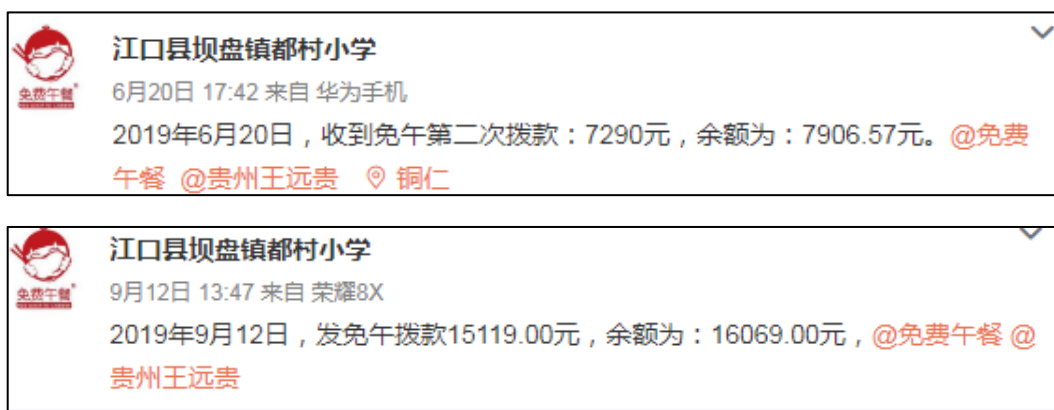 江口县坝盘镇都村小学
6月20日 17:42 来自 华为手机
免费午餐
2019年6月20日，收到免午第二次拨款：7290元，余额为：7906.57元。@免费
午餐 @贵州王远贵 铜仁
江口县坝盘镇都村小学
9月12日 13:47 来自 荣耀8X
免费午餐
2019年9月12日，发免午拨款15119.00元，余额为：16069.00元，@免费午餐 @
贵州王远贵